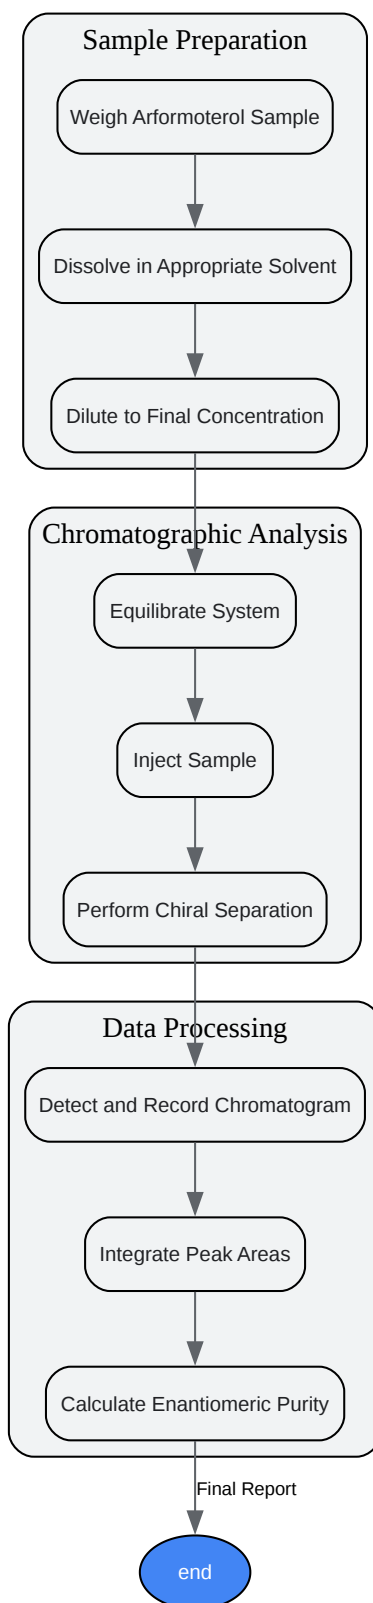 Sample Preparation
Weigh Arformoterol Sample
Dissolve in Appropriate Solvent
Dilute to Final Concentration
Chromatographic Analysis
Equilibrate System
Inject Sample
Perform Chiral Separation
Data Processing
Detect and Record Chromatogram
Integrate Peak Areas
Calculate Enantiomeric Purity
Final Report
end